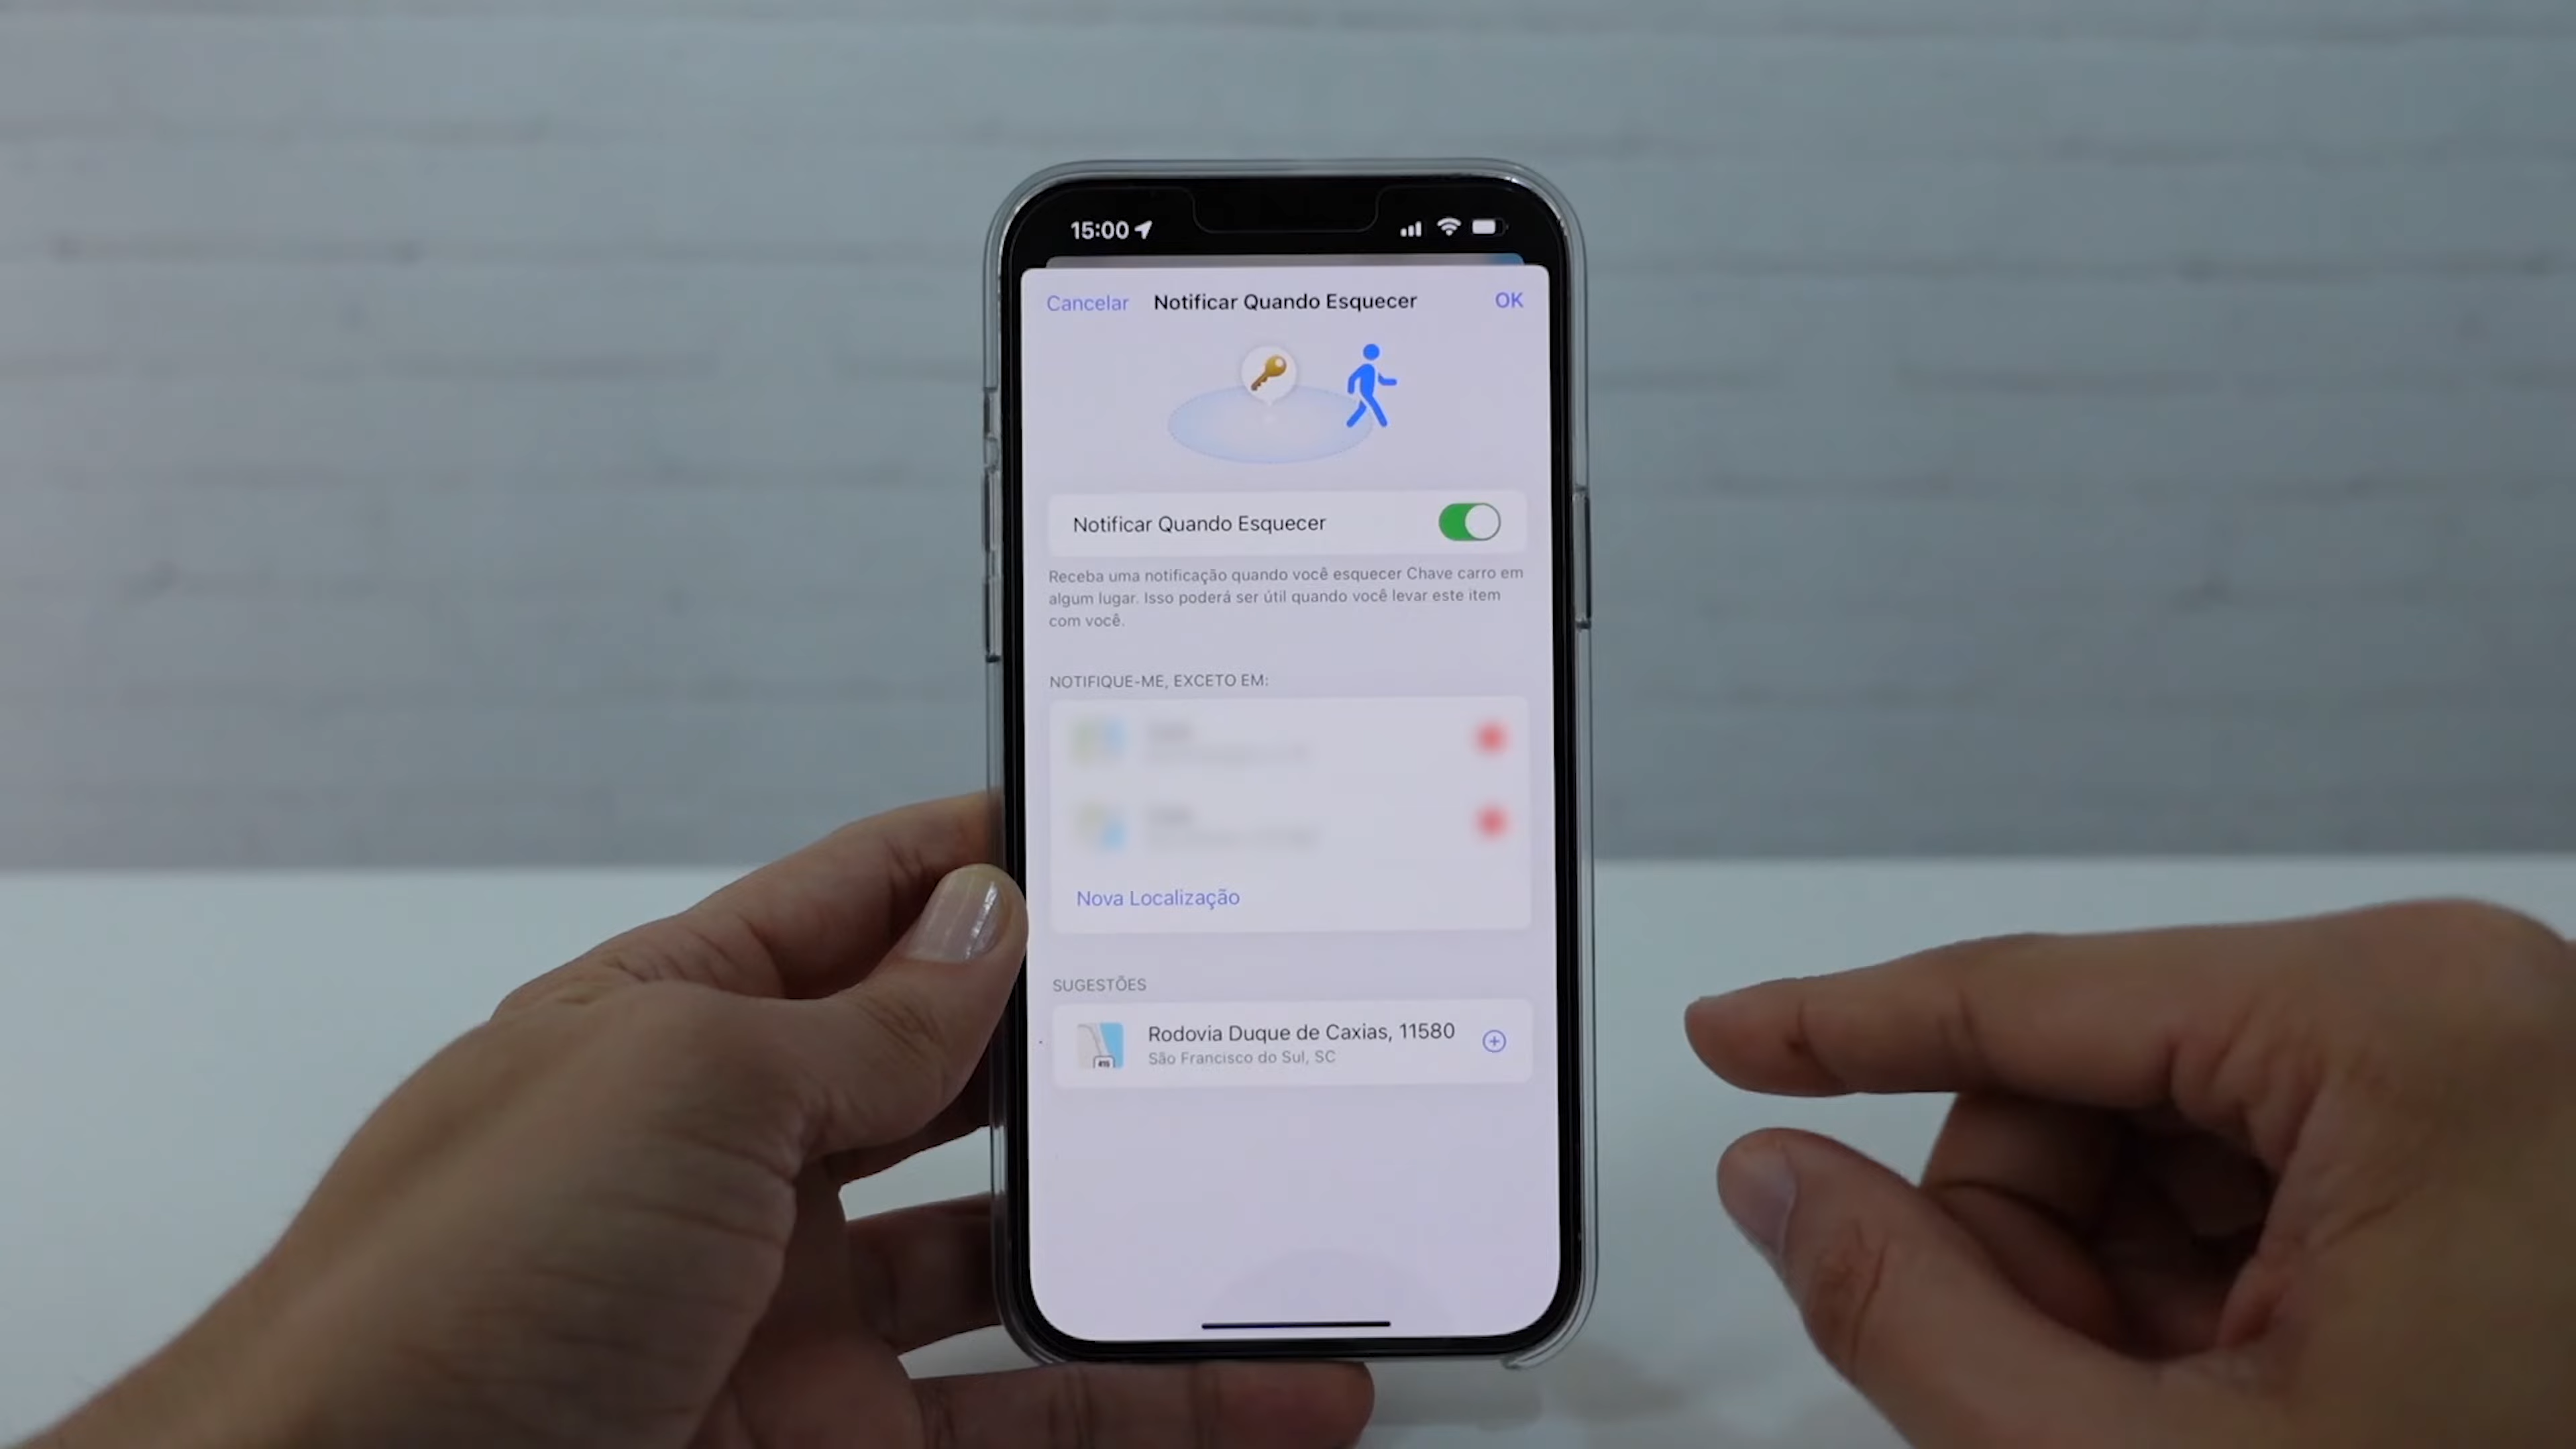 15:00
Cancelar Notificar Quando Esquecer OK
Notificar Quando Esquecer
Receba uma notificação quando você esquecer Chave carro em
algum lugar. Isso poderá ser útil quando você levar este item
com você.
NOTIFIQUE-ME, EXCETO EM:
Nova Localização
SUGESTÕES
Rodovia Duque de Caxias, 11580
São Francisco do Sul, SC